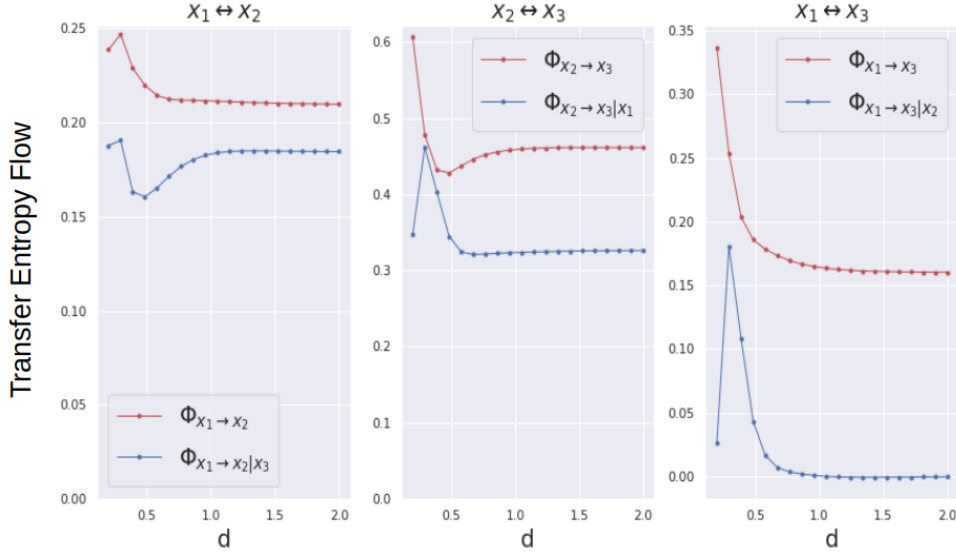 x₁ ↔ x₂
x₂ ↔ x₃
x₁ ↔ x₃
Transfer Entropy Flow
0.25
0.20
0.15
0.10
0.05
0.00
Φx₁ → x₂
Φx₁ → x₂|x₃
0.5
1.0
1.5
2.0
d
0.6
0.5
0.4
0.3
0.2
0.1
0.0
Φx₂ → x₃
Φx₂ → x₃|x₁
0.5
1.0
1.5
2.0
d
0.35
0.30
0.25
0.20
0.15
0.10
0.05
0.00
Φx₁ → x₃
Φx₁ → x₃|x₂
0.5
1.0
1.5
2.0
d